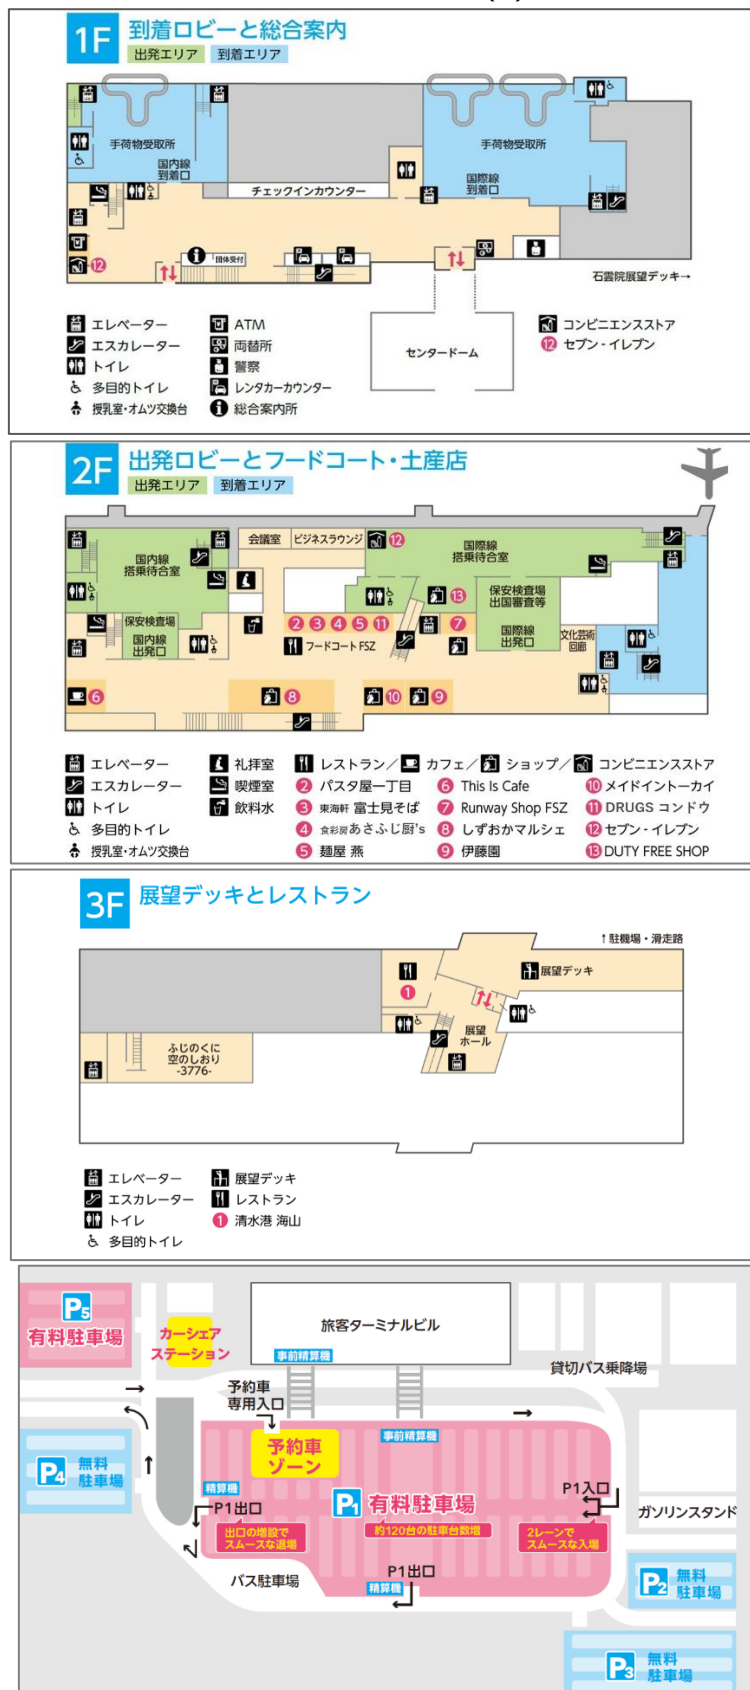 1F 到着ロビーと総合案内
出発エリア 到着エリア
手荷物受取所
国内線
到着口
チェックインカウンター
手荷物受取所
国際線
到着口
12
団体受付
石雲院展望デッキ→
センタードーム
エレベーター
エスカレーター
トイレ
多目的トイレ
授乳室・オムツ交換台
ATM
両替所
警察
レンタカーカウンター
総合案内所
コンビニエンスストア
12 セブン‐イレブン
2F 出発ロビーとフードコート・土産店
出発エリア 到着エリア
国内線
搭乗待合室
会議室
ビジネスラウンジ
12
国際線
搭乗待合室
保安検査場
国内線
出発口
2 3 4 5 11
フードコート FSZ
13
7
保安検査場
出国審査等
国際線
出発口
文化芸術
回廊
6
8
10
9
エレベーター
エスカレーター
トイレ
多目的トイレ
授乳室・オムツ交換台
礼拝室
喫煙室
飲料水
レストラン／ カフェ／ ショップ／ コンビニエンスストア
2 パスタ屋一丁目
3 東海軒 富士見そば
4 食彩房あさふじ厨's
5 麺屋 燕
6 This Is Cafe
7 Runway Shop FSZ
8 しずおかマルシェ
9 伊藤園
10 メイドイントーカイ
11 DRUGS コンドウ
12 セブン‐イレブン
13 DUTY FREE SHOP
3F 展望デッキとレストラン
↑駐機場・滑走路
1
展望デッキ
展望
ホール
ふじのくに
空のしおり
-3776-
エレベーター
エスカレーター
トイレ
多目的トイレ
展望デッキ
レストラン
1 清水港 海山
P5
有料駐車場
カーシェア
ステーション
旅客ターミナルビル
事前精算機
貸切バス乗降場
予約車
専用入口
P4 無料
駐車場
予約車
ゾーン
事前精算機
精算機
P1出口
出口の増設で
スムースな退場
P1 有料駐車場
約120台の駐車台数増
P1入口
2レーンで
スムースな入場
ガソリンスタンド
バス駐車場
P1出口
精算機
P2 無料
駐車場
P3 無料
駐車場